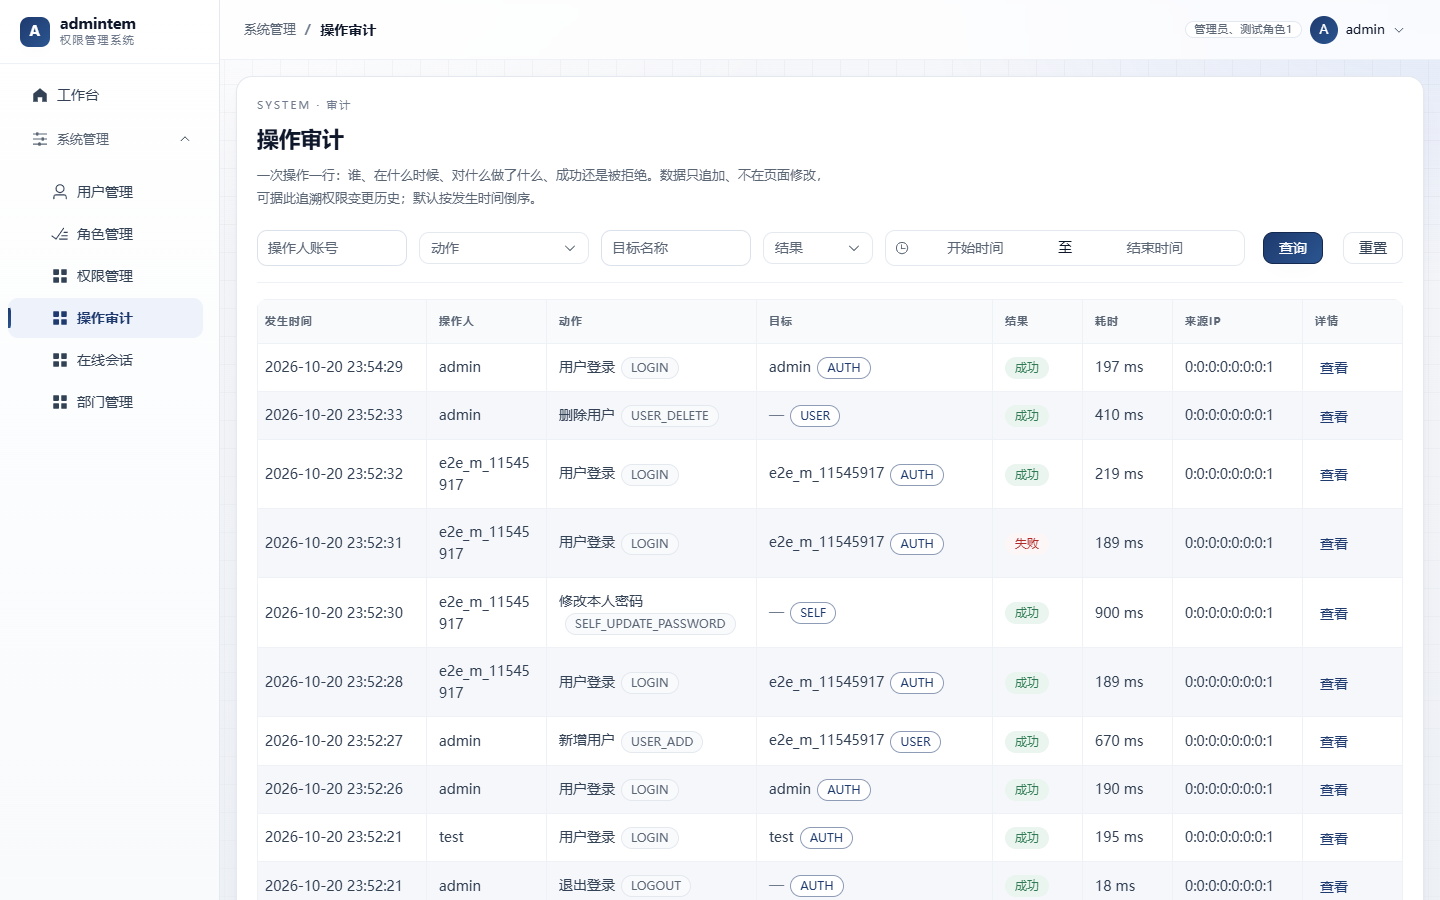 A
admintem
权限管理系统
工作台
系统管理
用户管理
角色管理
权限管理
操作审计
在线会话
部门管理
系统管理 / 操作审计
管理员、测试角色1
A
admin
SYSTEM · 审计
操作审计
一次操作一行：谁、在什么时候、对什么做了什么、成功还是被拒绝。数据只追加、不在页面修改，
可据此追溯权限变更历史；默认按发生时间倒序。
操作人账号 动作 目标名称 结果 开始时间 至 结束时间 查询 重置
发生时间 操作人 动作 目标 结果 耗时 来源IP 详情
2026-10-20 23:54:29 admin 用户登录 LOGIN admin AUTH 成功 197 ms 0:0:0:0:0:0:0:1 查看
2026-10-20 23:52:33 admin 删除用户 USER_DELETE — USER 成功 410 ms 0:0:0:0:0:0:0:1 查看
2026-10-20 23:52:32 e2e_m_11545917 用户登录 LOGIN e2e_m_11545917 AUTH 成功 219 ms 0:0:0:0:0:0:0:1 查看
2026-10-20 23:52:31 e2e_m_11545917 用户登录 LOGIN e2e_m_11545917 AUTH 失败 189 ms 0:0:0:0:0:0:0:1 查看
2026-10-20 23:52:30 e2e_m_11545917 修改本人密码 SELF_UPDATE_PASSWORD — SELF 成功 900 ms 0:0:0:0:0:0:0:1 查看
2026-10-20 23:52:28 e2e_m_11545917 用户登录 LOGIN e2e_m_11545917 AUTH 成功 189 ms 0:0:0:0:0:0:0:1 查看
2026-10-20 23:52:27 admin 新增用户 USER_ADD e2e_m_11545917 USER 成功 670 ms 0:0:0:0:0:0:0:1 查看
2026-10-20 23:52:26 admin 用户登录 LOGIN admin AUTH 成功 190 ms 0:0:0:0:0:0:0:1 查看
2026-10-20 23:52:21 test 用户登录 LOGIN test AUTH 成功 195 ms 0:0:0:0:0:0:0:1 查看
2026-10-20 23:52:21 admin 退出登录 LOGOUT — AUTH 成功 18 ms 0:0:0:0:0:0:0:1 查看